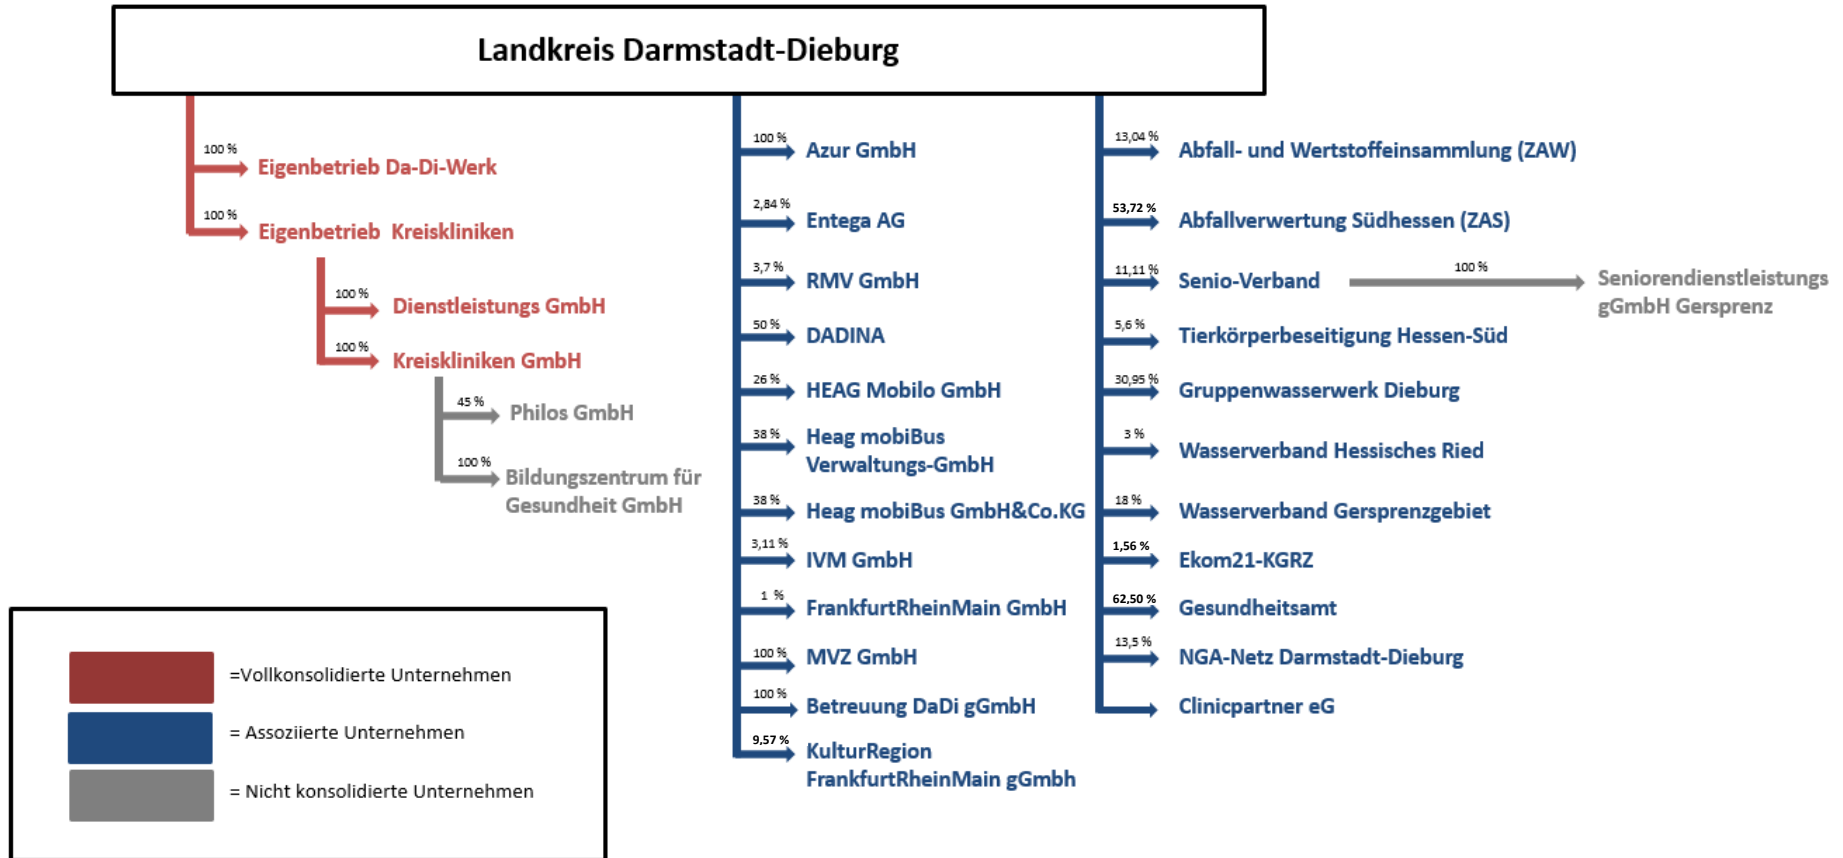 Landkreis Darmstadt-Dieburg
100 %
Eigenbetrieb Da-Di-Werk
100 %
Eigenbetrieb Kreiskliniken
100 %
Dienstleistungs GmbH
100 %
Kreiskliniken GmbH
45 %
Philos GmbH
100 %
Bildungszentrum für
Gesundheit GmbH
100 %
Azur GmbH
2,84 %
Entega AG
3,7 %
RMV GmbH
50 %
DADINA
26 %
HEAG Mobilo GmbH
38 %
Heag mobiBus
Verwaltungs-GmbH
38 %
Heag mobiBus GmbH&Co.KG
3,11 %
IVM GmbH
1 %
FrankfurtRheinMain GmbH
100 %
MVZ GmbH
100 %
Betreuung DaDi gGmbH
9,57 %
KulturRegion
FrankfurtRheinMain gGmbh
13,04 %
Abfall- und Wertstoffeinsammlung (ZAW)
53,72 %
Abfallverwertung Südhessen (ZAS)
11,11 %
Senio-Verband
100 %
Seniorendienstleistungs
gGmbH Gersprenz
5,6 %
Tierkörperbeseitigung Hessen-Süd
30,95 %
Gruppenwasserwerk Dieburg
3 %
Wasserverband Hessisches Ried
18 %
Wasserverband Gersprenzgebiet
1,56 %
Ekom21-KGRZ
62,50 %
Gesundheitsamt
13,5 %
NGA-Netz Darmstadt-Dieburg
Clinicpartner eG
=Vollkonsolidierte Unternehmen
= Assoziierte Unternehmen
= Nicht konsolidierte Unternehmen